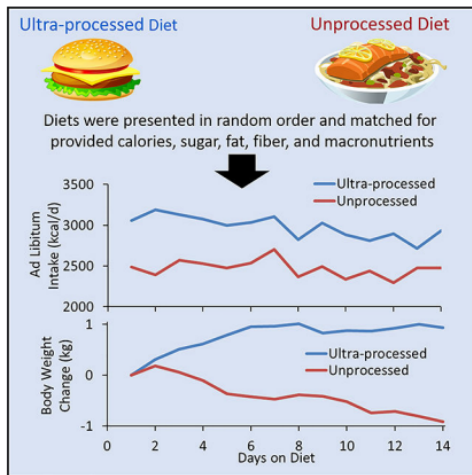 Ultra-processed Diet
Unprocessed Diet
Diets were presented in random order and matched for
provided calories, sugar, fat, fiber, and macronutrients
Ad Libitum
Intake (kcal/d)
3500
3000
2500
2000
Ultra-processed
Unprocessed
Body Weight
Change (kg)
1
0
-1
Ultra-processed
Unprocessed
0 2 4 6 8 10 12 14
Days on Diet